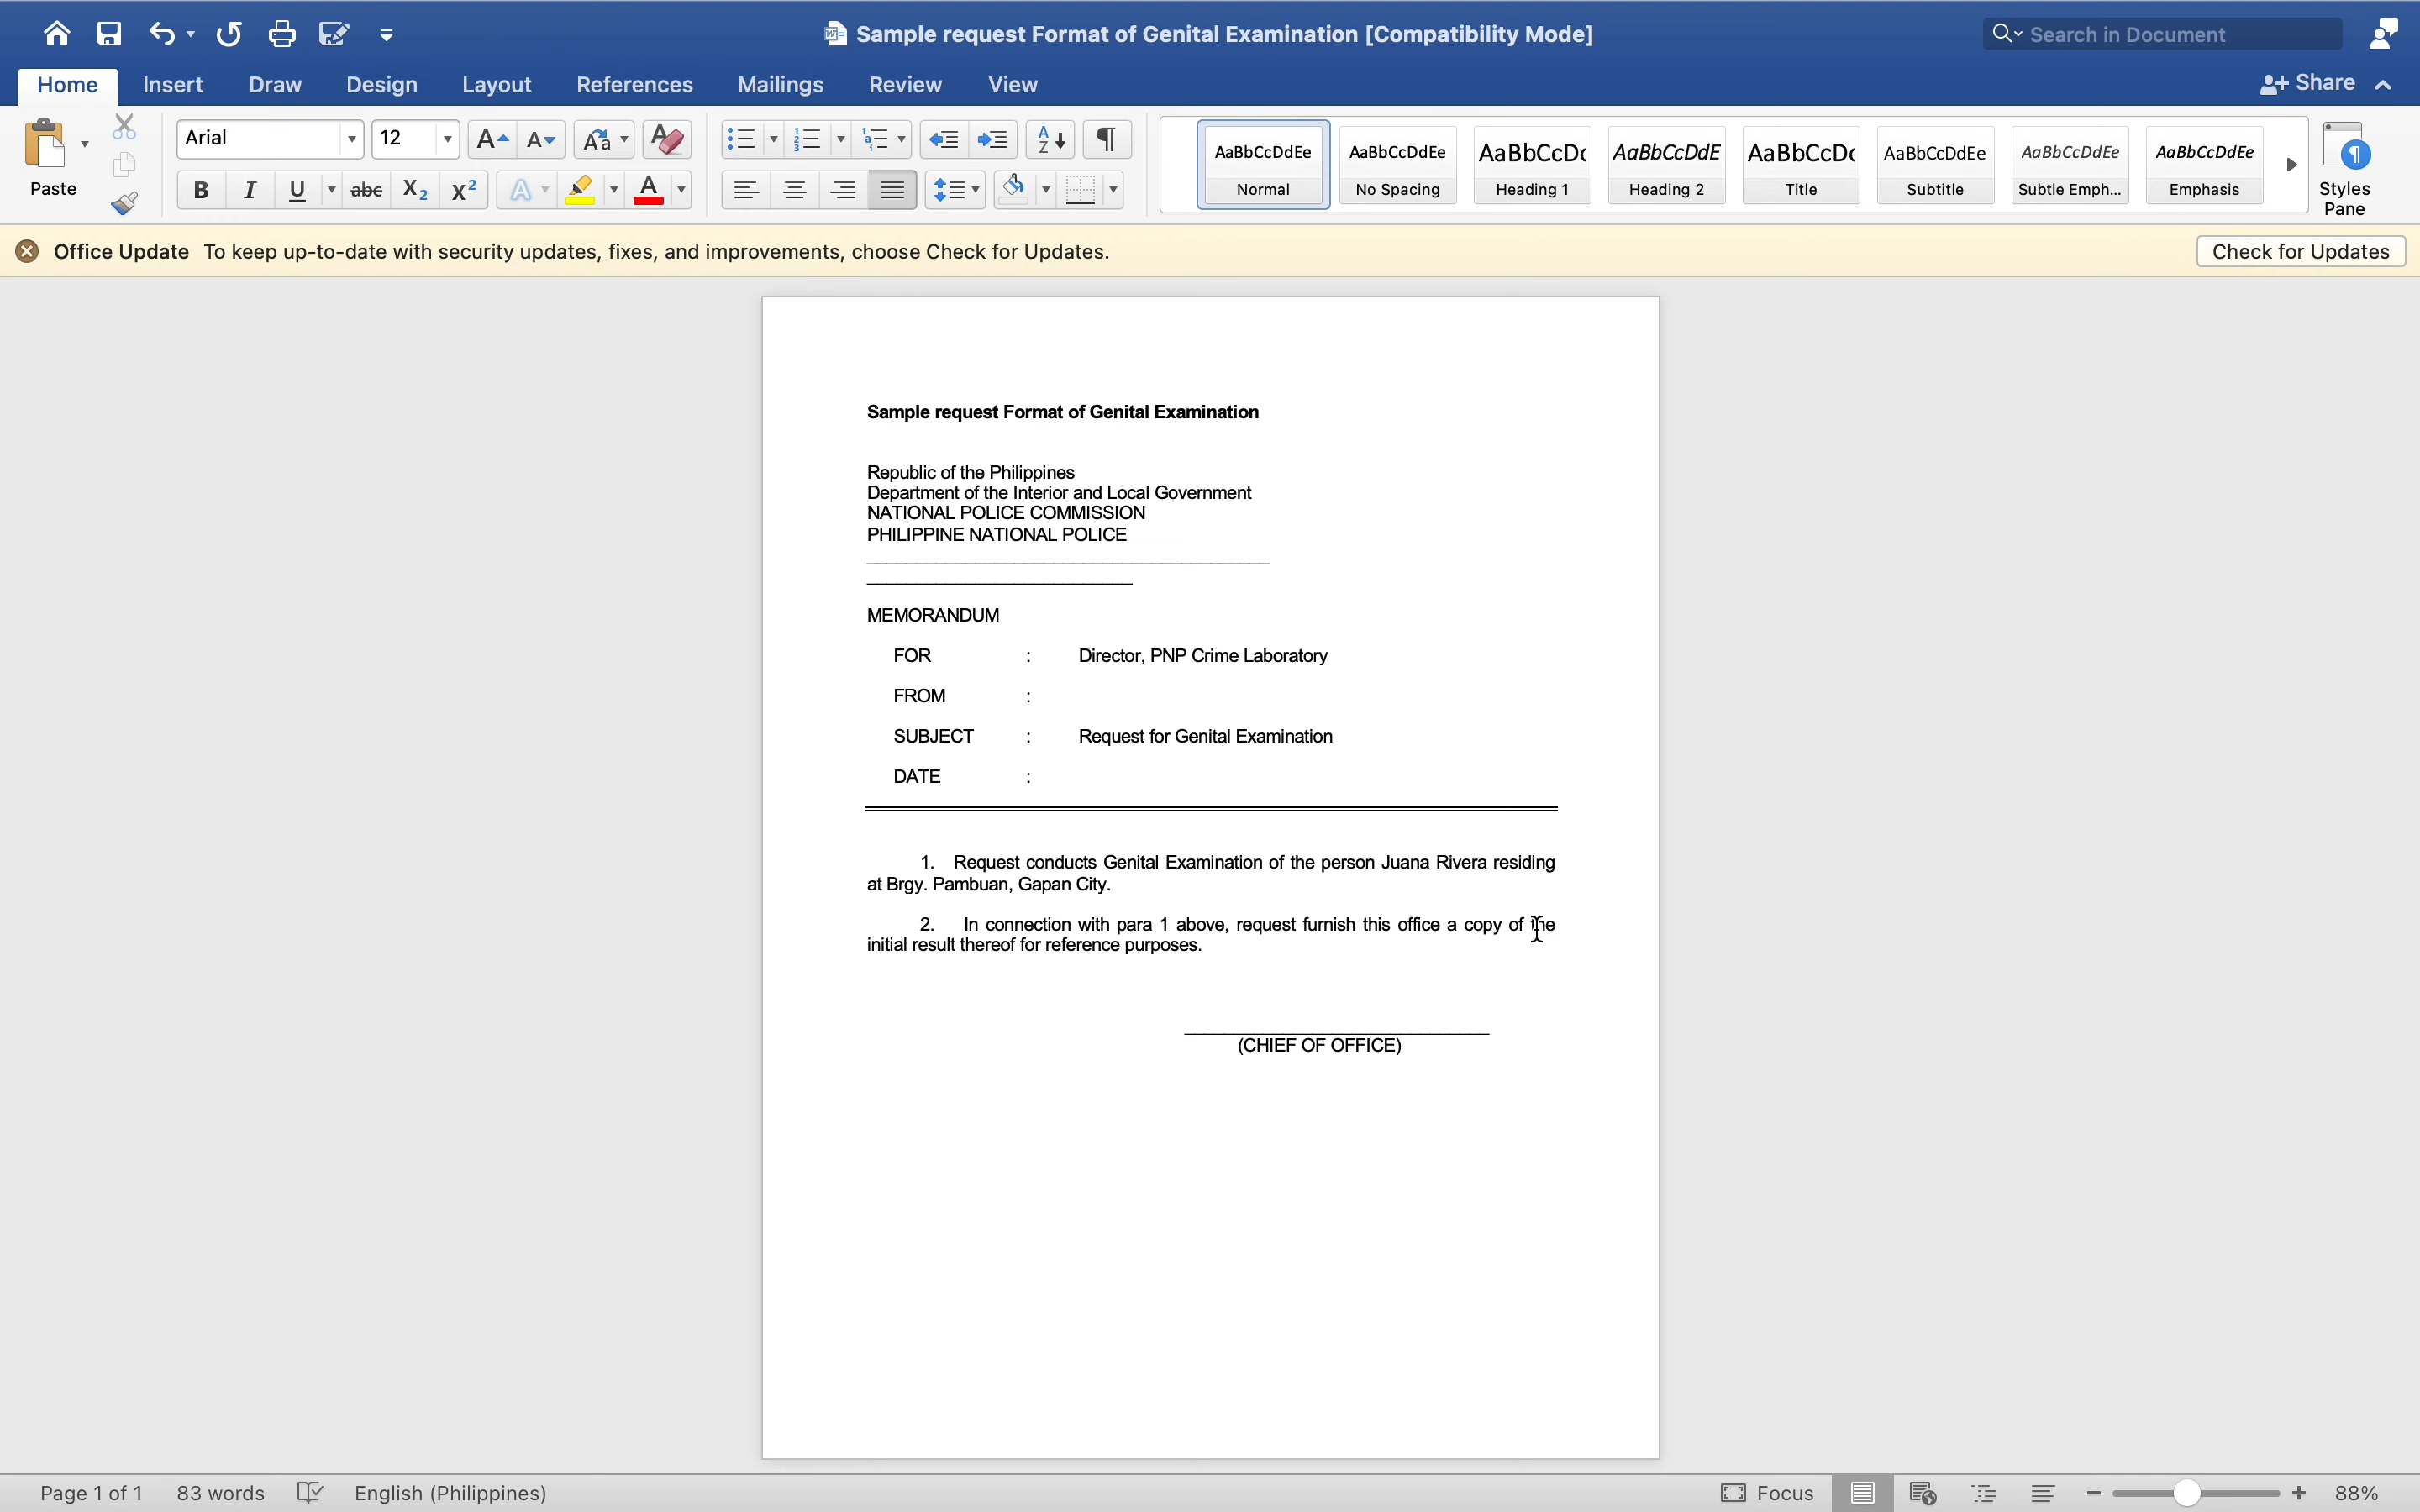 Sample request Format of Genital Examination [Compatibility Mode]
Search in Document
Home Insert Draw Design Layout References Mailings Review View
Share
Paste
Arial 12
AaBbCcDdEe AaBbCcDdEe AaBbCcDc AaBbCcDdE AaBbCcDc AaBbCcDdEe AaBbCcDdEe AaBbCcDdEe
Normal No Spacing Heading 1 Heading 2 Title Subtitle Subtle Emph... Emphasis
Styles
Pane
Office Update To keep up-to-date with security updates, fixes, and improvements, choose Check for Updates.
Check for Updates
Sample request Format of Genital Examination
Republic of the Philippines
Department of the Interior and Local Government
NATIONAL POLICE COMMISSION
PHILIPPINE NATIONAL POLICE
MEMORANDUM
FOR : Director, PNP Crime Laboratory
FROM :
SUBJECT : Request for Genital Examination
DATE :
1. Request conducts Genital Examination of the person Juana Rivera residing
at Brgy. Pambuan, Gapan City.
2. In connection with para 1 above, request furnish this office a copy of the
initial result thereof for reference purposes.
(CHIEF OF OFFICE)
Page 1 of 1 83 words English (Philippines)
Focus
88%